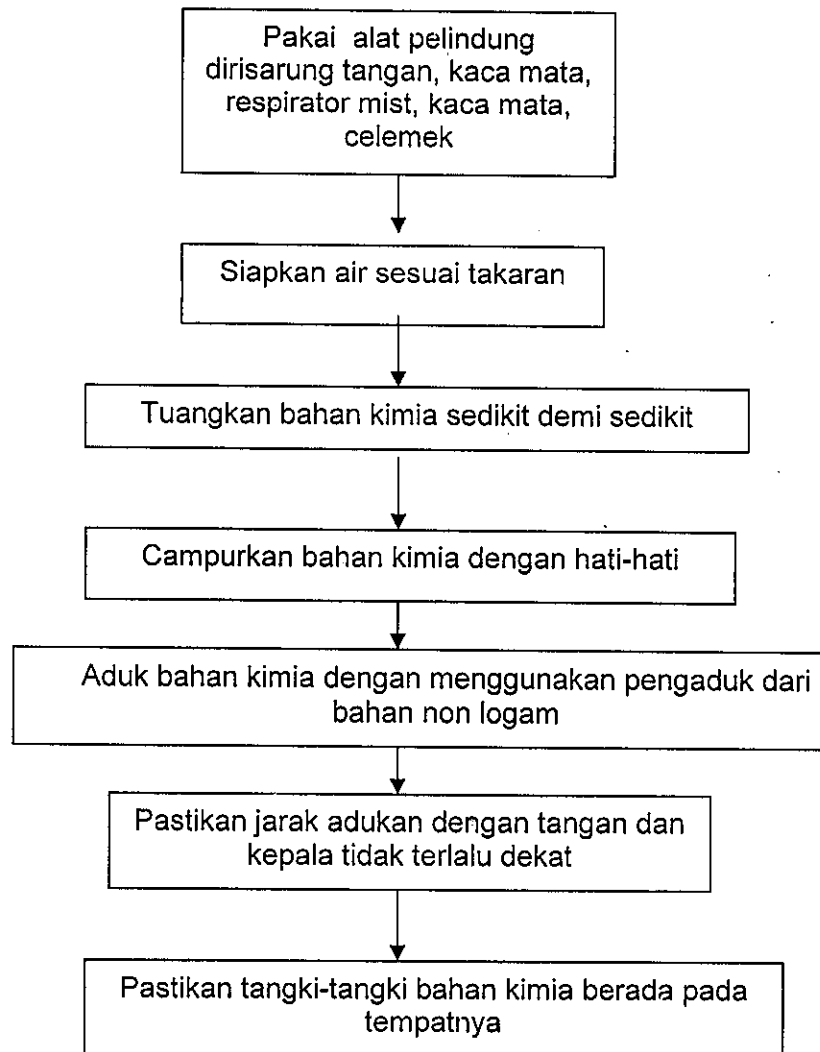 Pakai alat pelindung
dirisarung tangan, kaca mata,
respirator mist, kaca mata,
celemek
Siapkan air sesuai takaran
Tuangkan bahan kimia sedikit demi sedikit
Campurkan bahan kimia dengan hati-hati
Aduk bahan kimia dengan menggunakan pengaduk dari
bahan non logam
Pastikan jarak adukan dengan tangan dan
kepala tidak terlalu dekat
Pastikan tangki-tangki bahan kimia berada pada
tempatnya